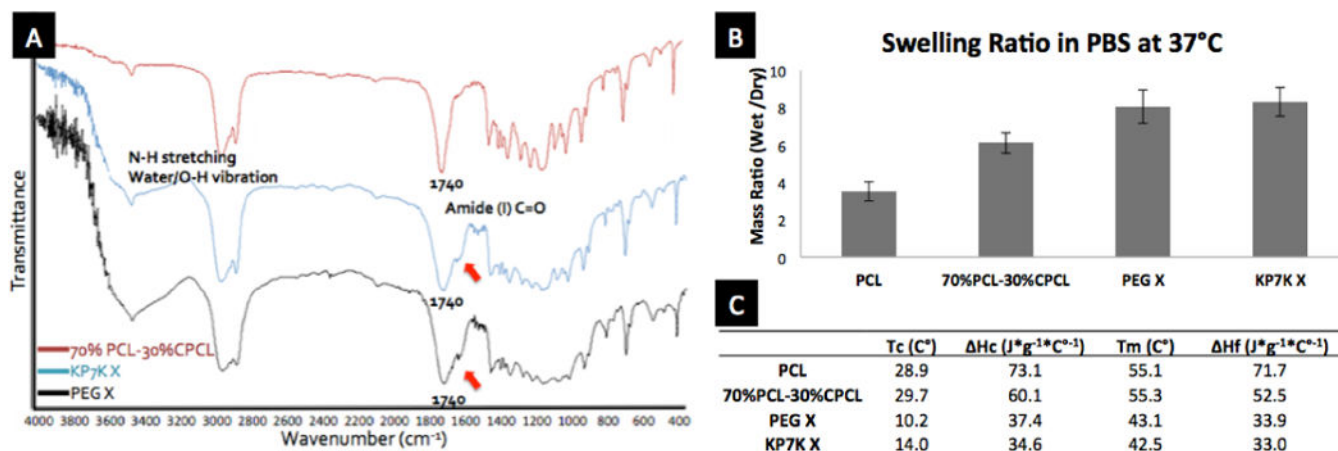 A
Transmittance
N-H stretching
Water/O-H vibration
1740
Amide (I) C=O
1740
1740
70% PCL-30%CPCL
KP7K X
PEG X
4000 3800 3600 3400 3200 3000 2800 2600 2400 2200 2000 1800 1600 1400 1200 1000 800 600 400
Wavenumber (cm⁻¹)
B
Swelling Ratio in PBS at 37°C
Mass Ratio (Wet /Dry)
10
8
6
4
2
0
PCL 70%PCL-30%CPCL PEG X KP7K X
C
Tc (C°) ΔHc (J*g⁻¹*C°⁻¹) Tm (C°) ΔHf (J*g⁻¹*C°⁻¹)
PCL 28.9 73.1 55.1 71.7
70%PCL-30%CPCL 29.7 60.1 55.3 52.5
PEG X 10.2 37.4 43.1 33.9
KP7K X 14.0 34.6 42.5 33.0